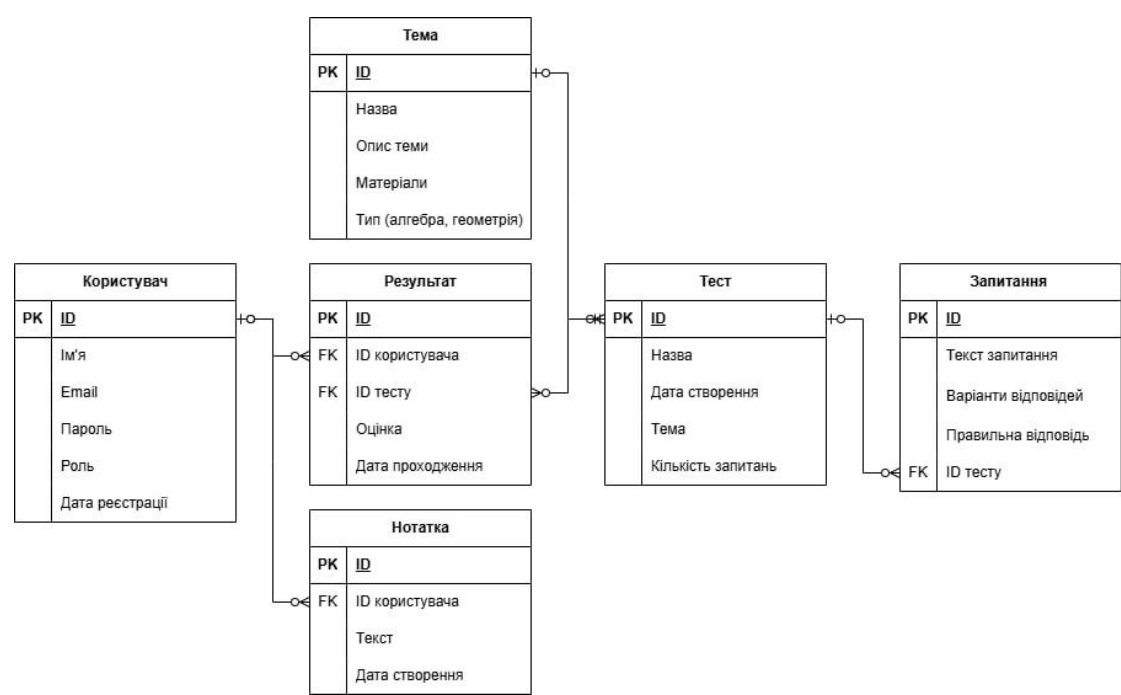 Тема
PK ID
Назва
Опис теми
Матеріали
Тип (алгебра, геометрія)
Користувач
PK ID
Ім'я
Email
Пароль
Роль
Дата реєстрації
Результат
PK ID
FK ID користувача
FK ID тесту
Оцінка
Дата проходження
Тест
PK ID
Назва
Дата створення
Тема
Кількість запитань
Запитання
PK ID
Текст запитання
Варіанти відповідей
Правильна відповідь
FK ID тесту
Нотатка
PK ID
FK ID користувача
Текст
Дата створення